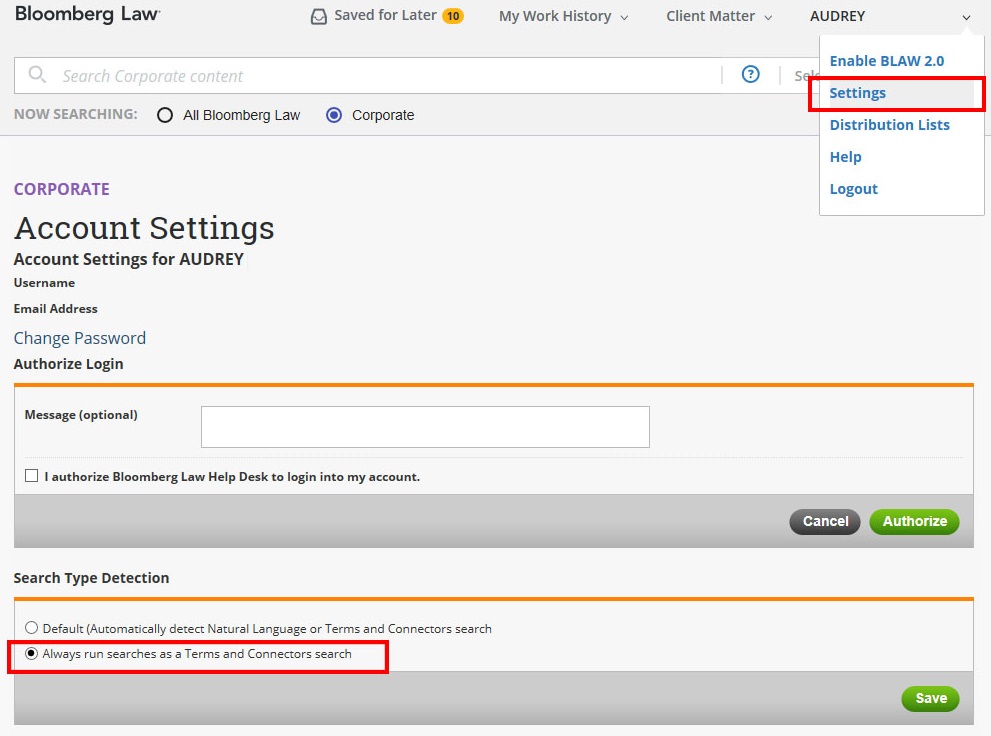 Bloomberg Law Saved for Later 10 My Work History Client Matter AUDREY
Enable BLAW 2.0
Search Corporate content ?
Settings
NOW SEARCHING: All Bloomberg Law Corporate
Distribution Lists
Help
Logout
CORPORATE
Account Settings
Account Settings for AUDREY
Username
Email Address
Change Password
Authorize Login
Message (optional)
I authorize Bloomberg Law Help Desk to login into my account.
Cancel Authorize
Search Type Detection
Default (Automatically detect Natural Language or Terms and Connectors search
Always run searches as a Terms and Connectors search
Save